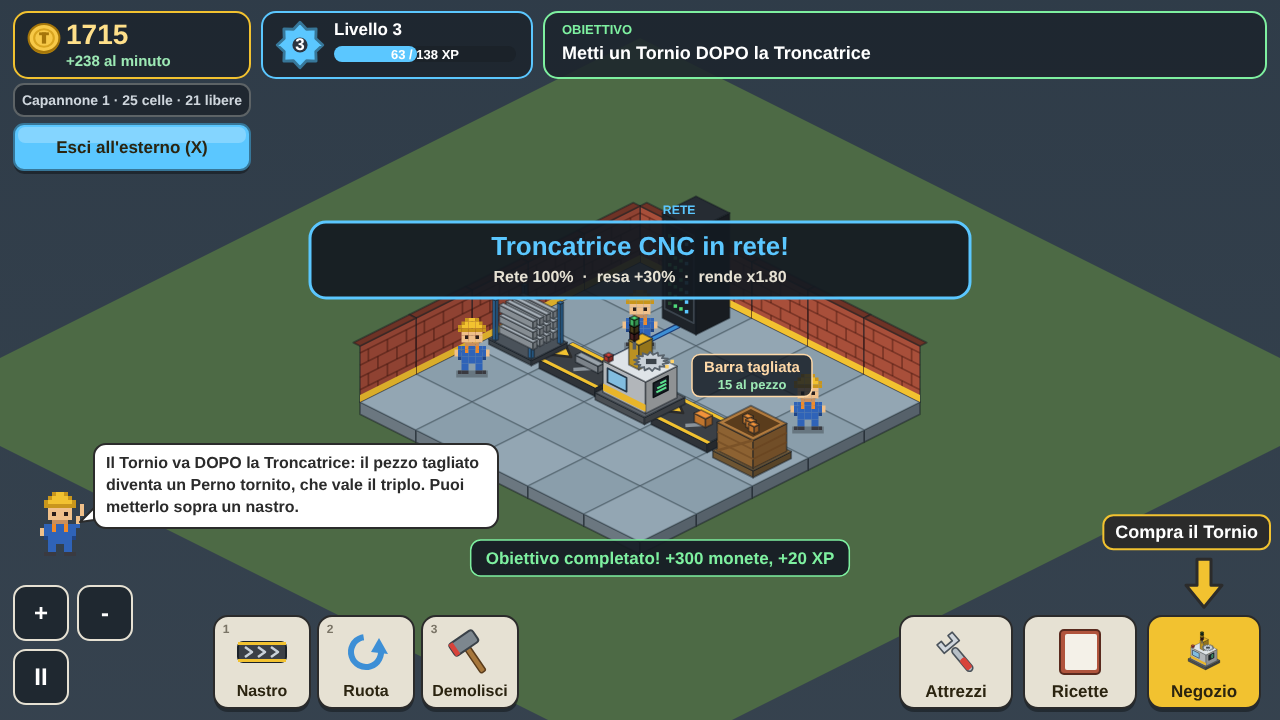 1715
+238 al minuto
3
Livello 3
63 / 138 XP
OBIETTIVO
Metti un Tornio DOPO la Troncatrice
Capannone 1 · 25 celle · 21 libere
Esci all'esterno (X)
RETE
Troncatrice CNC in rete!
Rete 100% · resa +30% · rende x1.80
Barra tagliata
15 al pezzo
Il Tornio va DOPO la Troncatrice: il pezzo tagliato
diventa un Perno tornito, che vale il triplo. Puoi
metterlo sopra un nastro.
Obiettivo completato! +300 monete, +20 XP
Compra il Tornio
+
-
II
1
Nastro
2
Ruota
3
Demolisci
Attrezzi
Ricette
Negozio